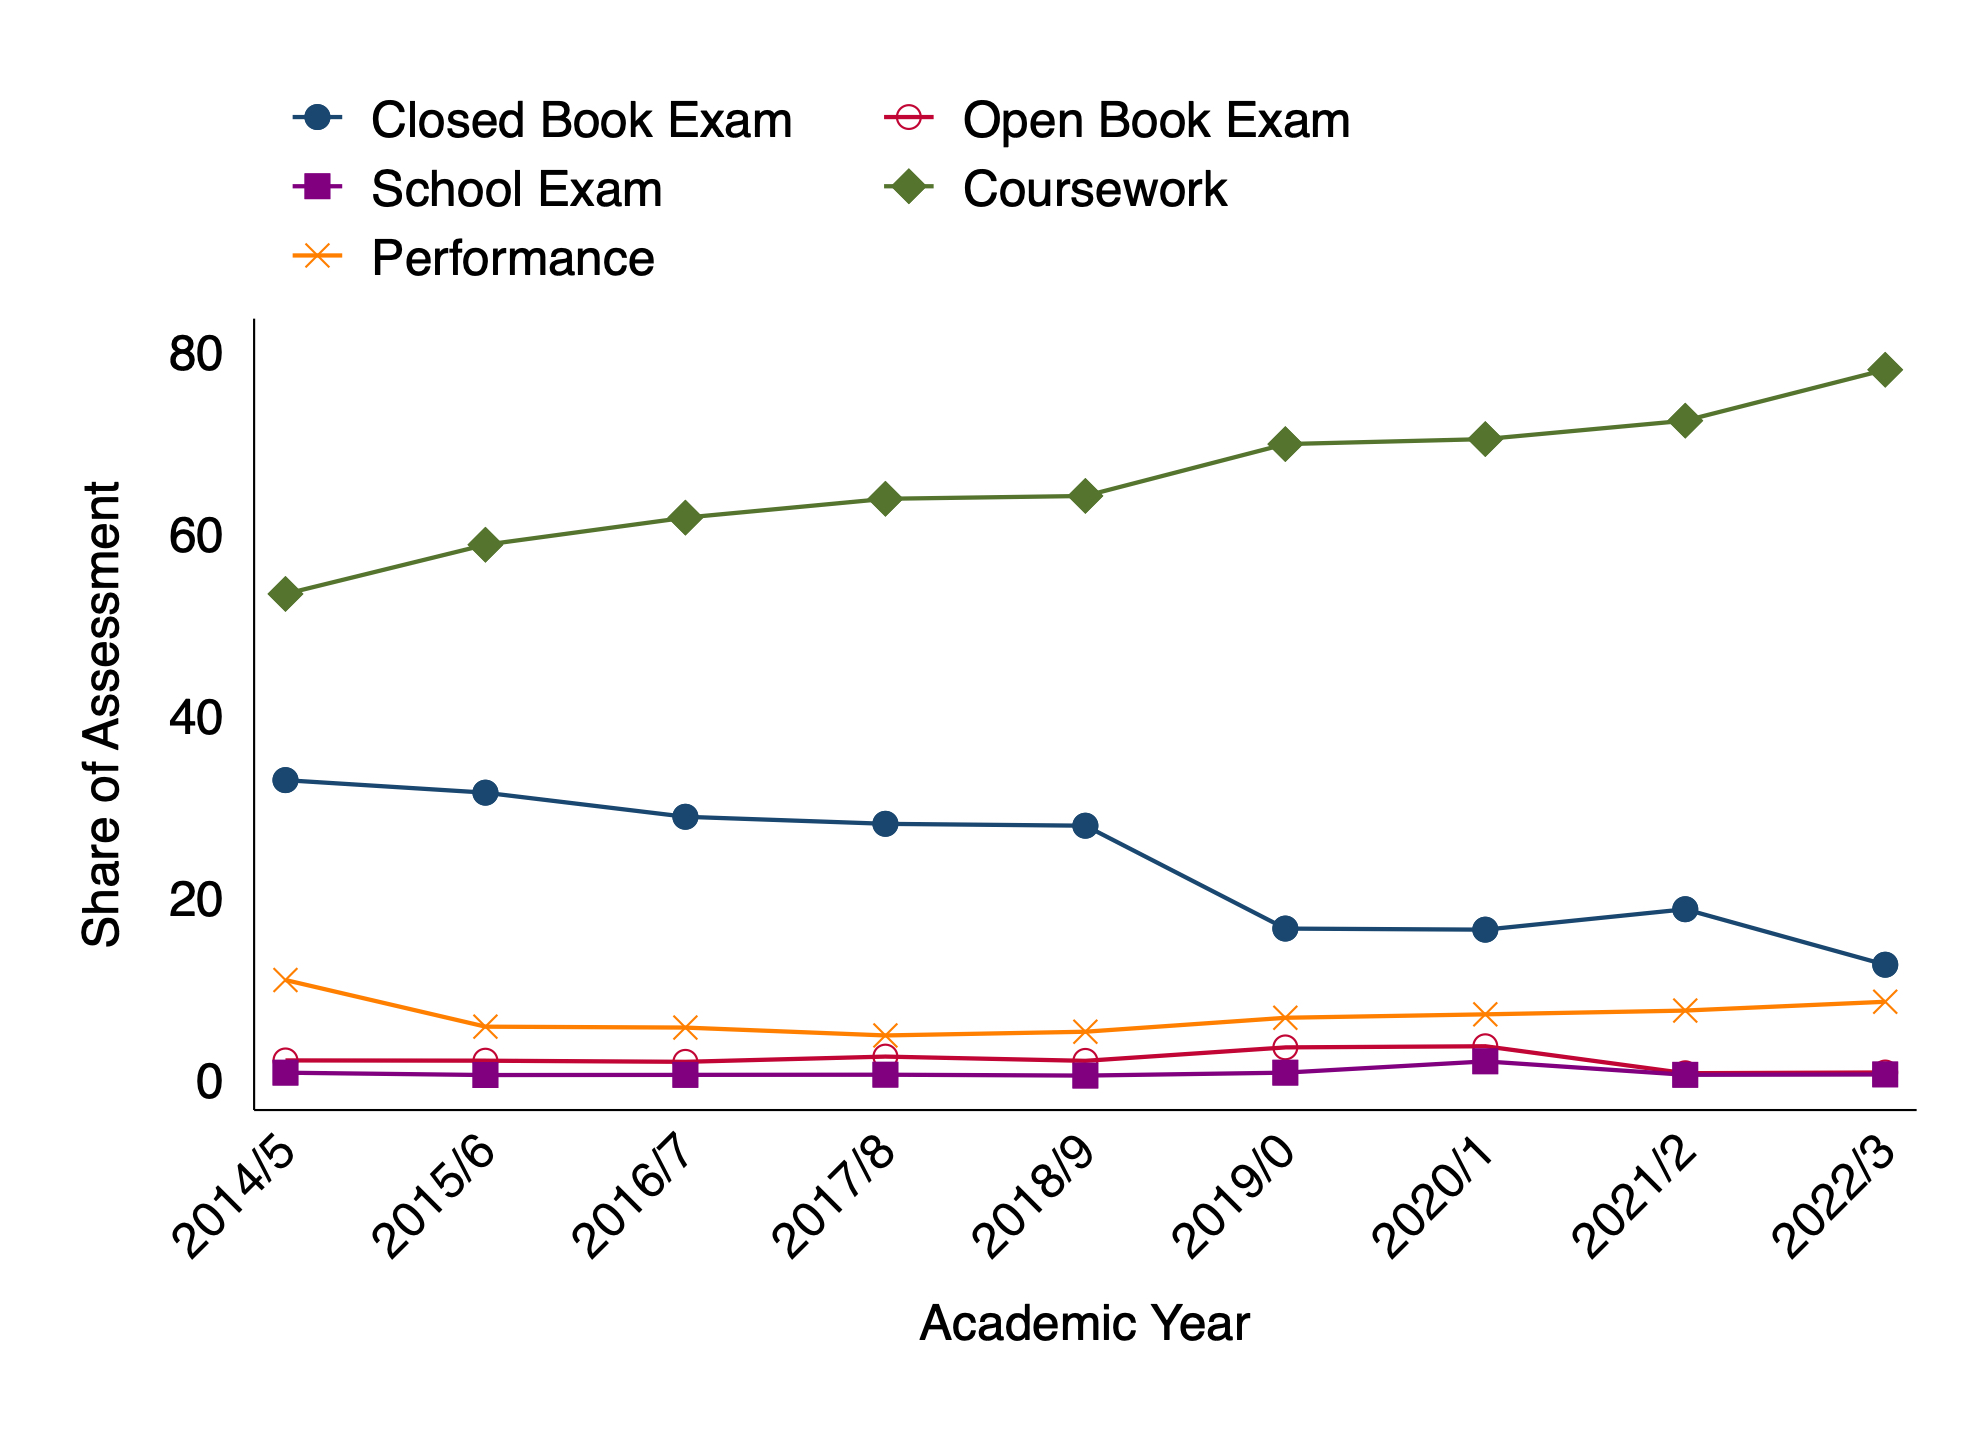 Closed Book Exam
Open Book Exam
School Exam
Coursework
Performance
80
60
40
20
0
Share of Assessment
2014/5
2015/6
2016/7
2017/8
2018/9
2019/0
2020/1
2021/2
2022/3
Academic Year